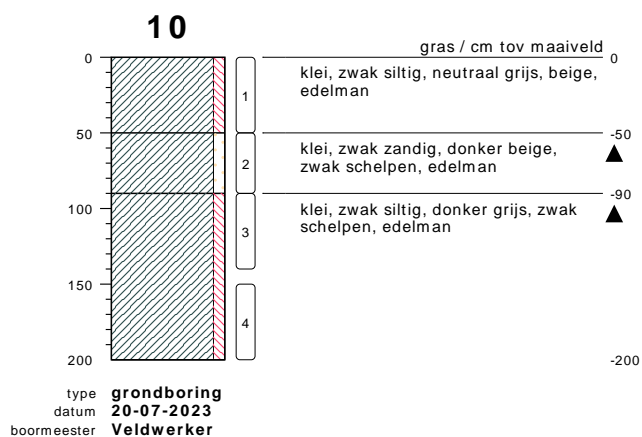 10
gras / cm tov maaiveld
0
0
klei, zwak siltig, neutraal grijs, beige,
edelman
1
50
-50
klei, zwak zandig, donker beige,
zwak schelpen, edelman
2
-90
100
klei, zwak siltig, donker grijs, zwak
schelpen, edelman
3
150
4
200
-200
type grondboring
datum 20-07-2023
boormeester Veldwerker